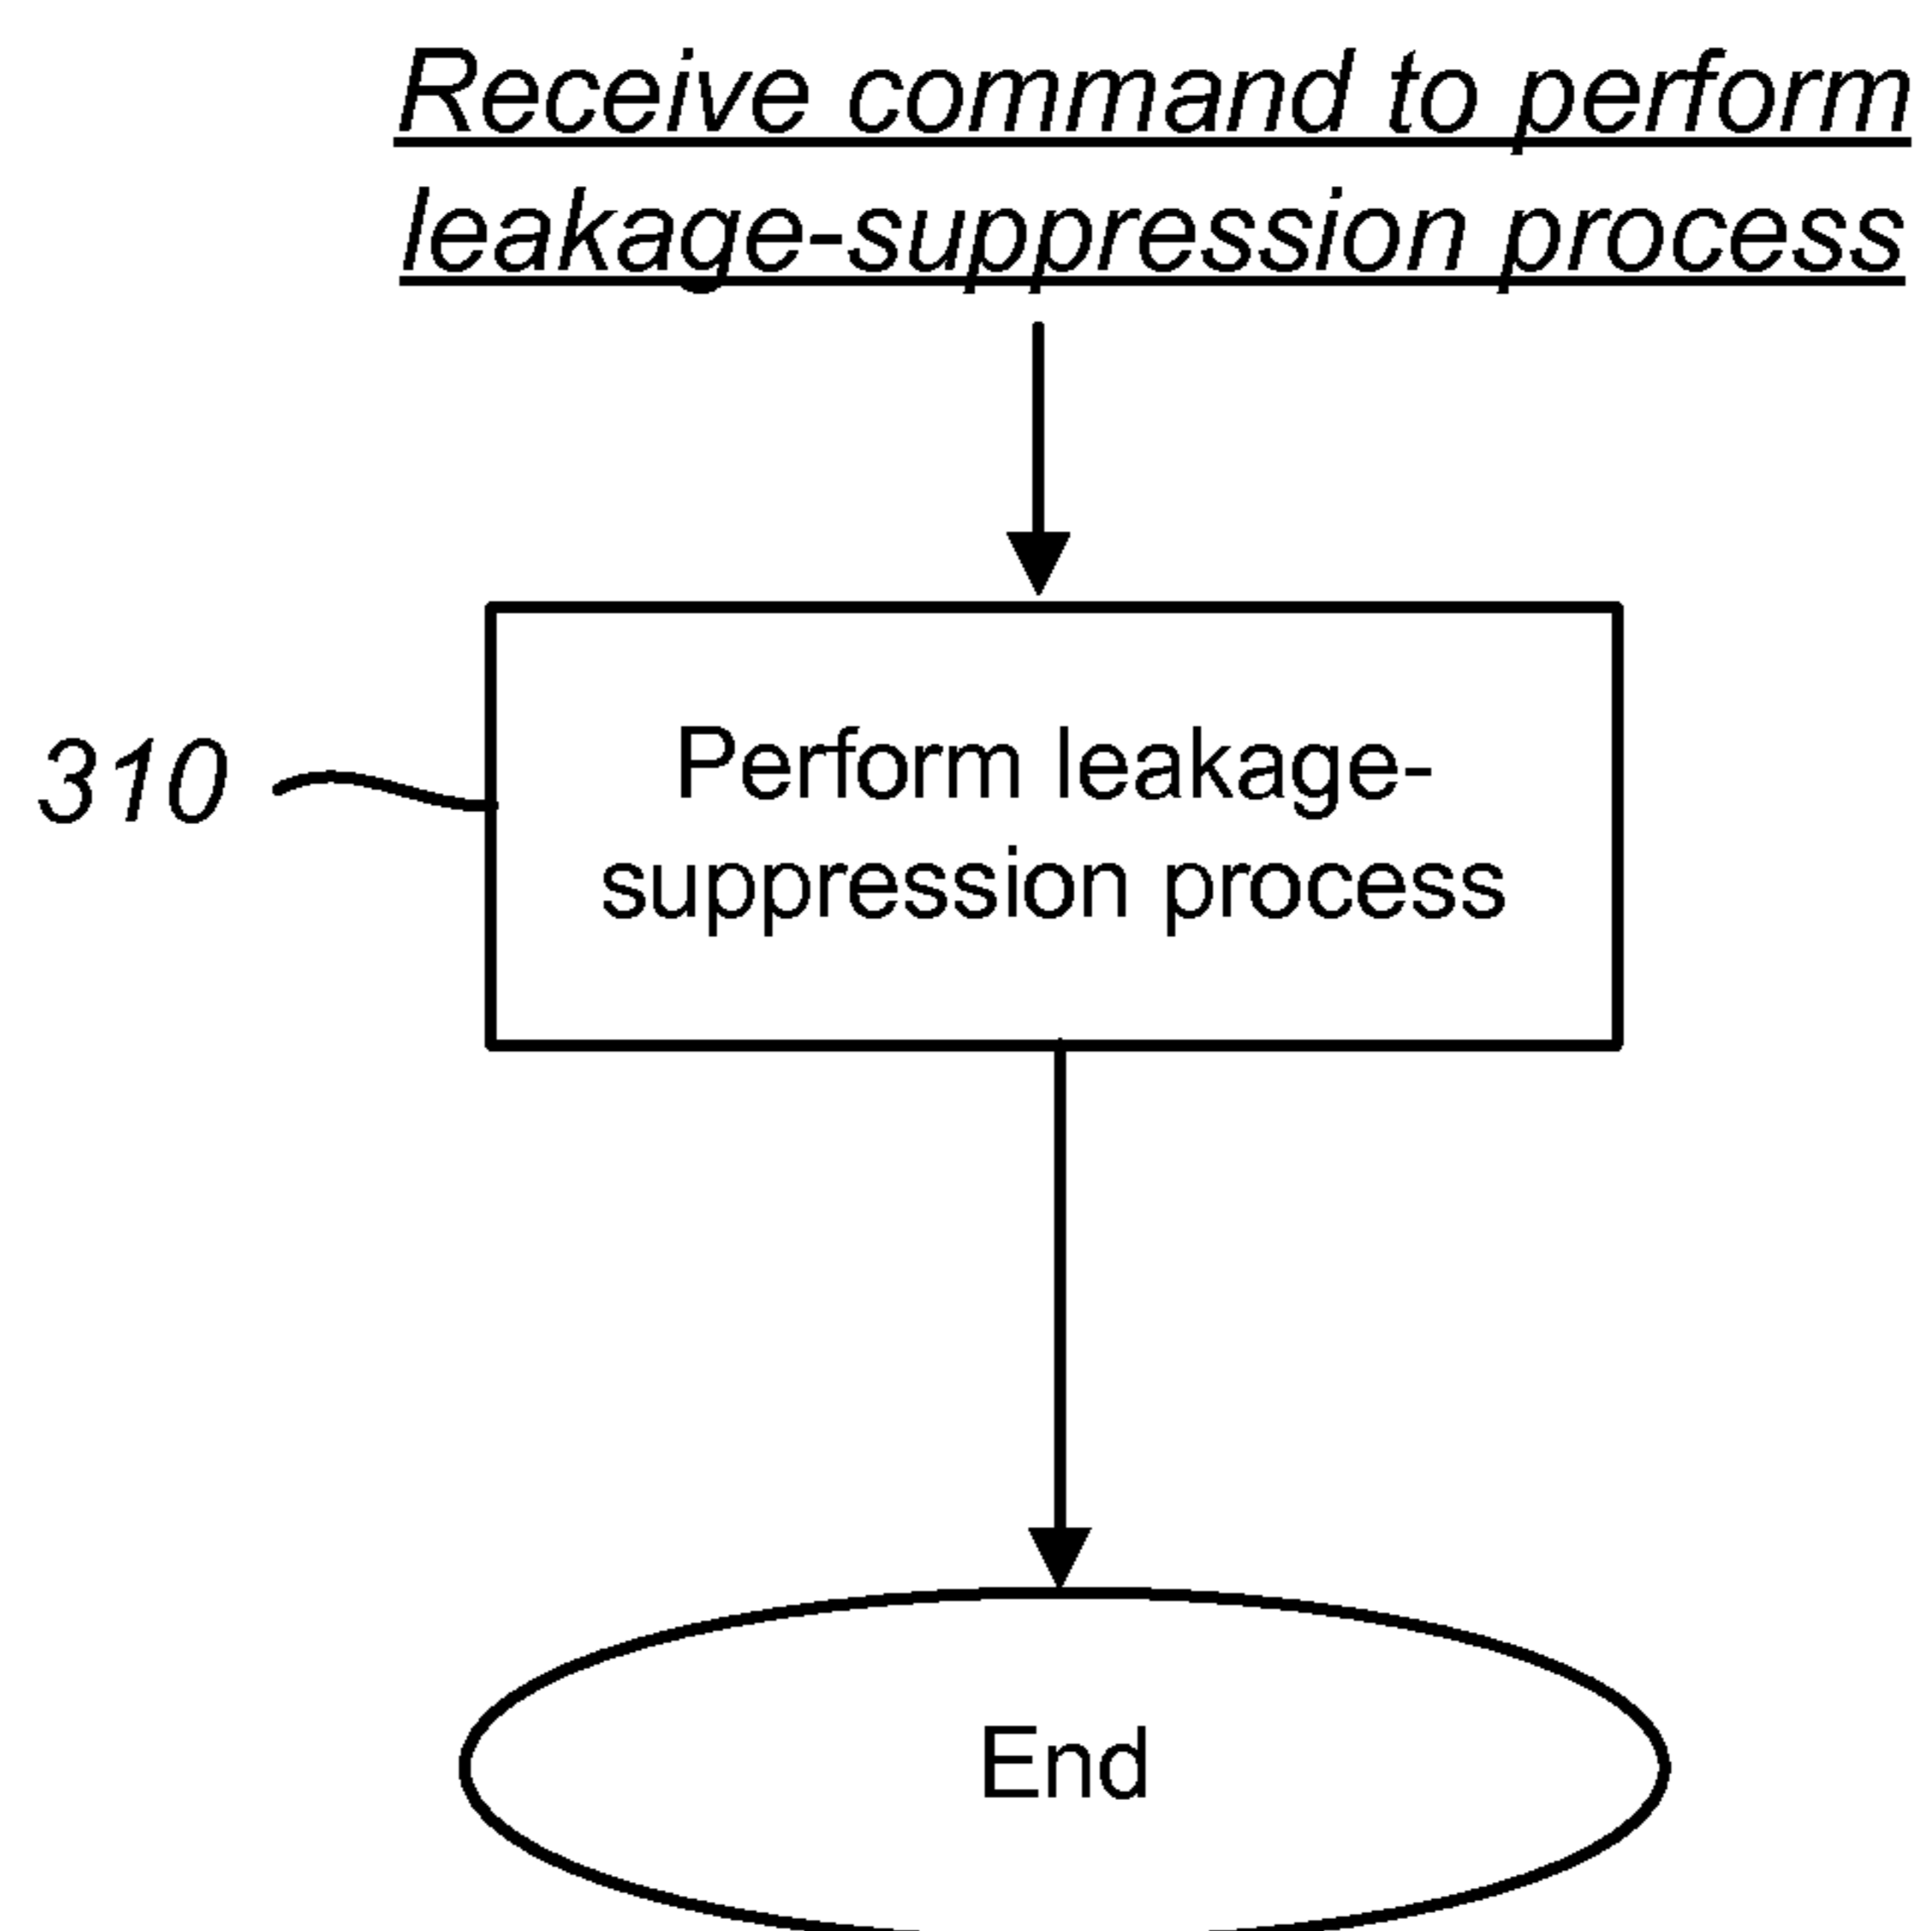 Receive command to perform
leakage-suppression process
310
Perform leakage-
suppression process
End